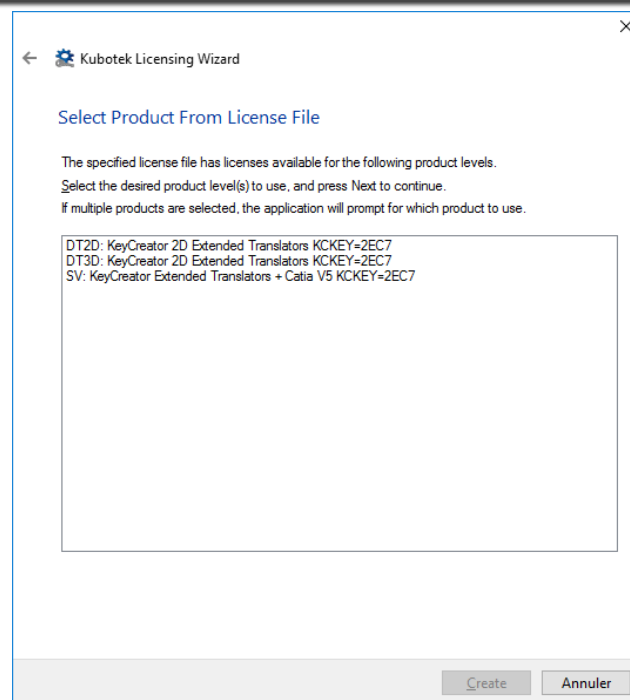 Kubotek Licensing Wizard
Select Product From License File
The specified license file has licenses available for the following product levels.
Select the desired product level(s) to use, and press Next to continue.
If multiple products are selected, the application will prompt for which product to use.
DT2D: KeyCreator 2D Extended Translators KCKEY=2EC7
DT3D: KeyCreator 2D Extended Translators KCKEY=2EC7
SV: KeyCreator Extended Translators + Catia V5 KCKEY=2EC7
Create Annuler